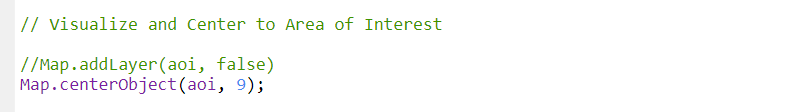 // Visualize and Center to Area of Interest
//Map.addLayer(aoi, false)
Map.centerObject(aoi, 9);